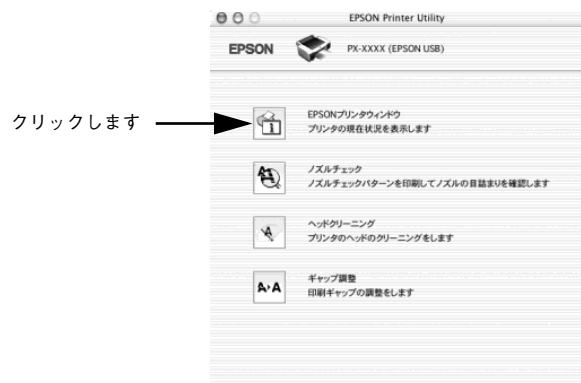 EPSON Printer Utility
EPSON
PX-XXXX (EPSON USB)
クリックします
EPSONプリンタウィンドウ
プリンタの現在状況を表示します
ノズルチェック
ノズルチェックパターンを印刷してノズルの目詰まりを確認します
ヘッドクリーニング
プリンタのヘッドのクリーニングをします
ギャップ調整
印刷ギャップの調整をします